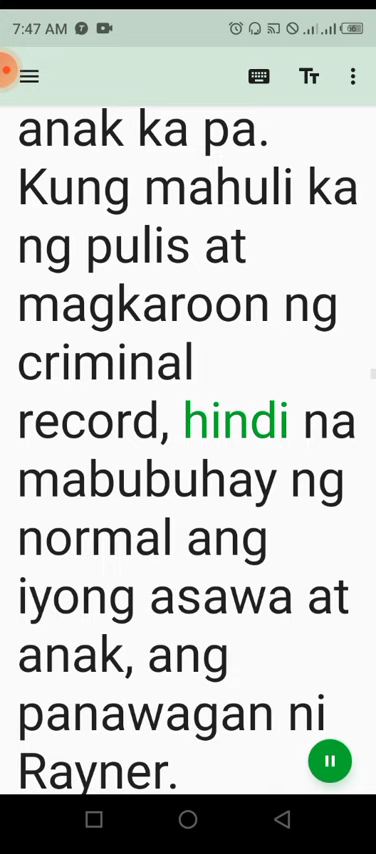 7:47 AM
anak ka pa.
Kung mahuli ka
ng pulis at
magkaroon ng
criminal
record, hindi na
mabubuhay ng
normal ang
iyong asawa at
anak, ang
panawagan ni
Rayner.